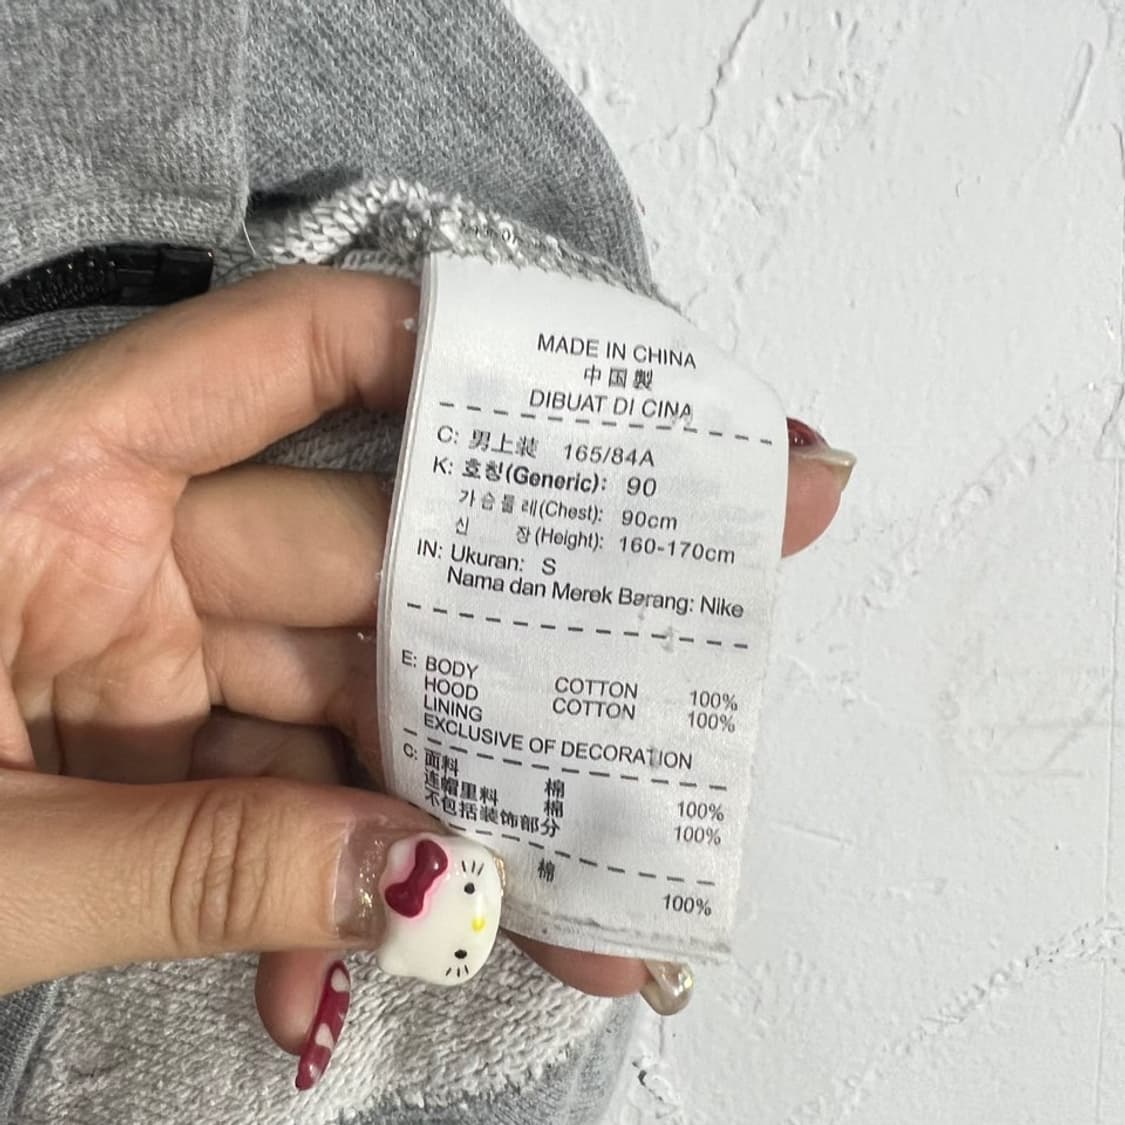 MADE IN CHINA
中国製
DIBUAT DI CINA
C: 男上装 165/84A
K: 호칭(Generic): 90
가슴둘레(Chest): 90cm
신 장(Height): 160-170cm
IN: Ukuran: S
Nama dan Merek Barang: Nike
E: BODY COTTON 100%
HOOD LINING COTTON 100%
EXCLUSIVE OF DECORATION
C: 面料 棉 100%
连帽里料 棉 100%
不包括装饰部分
棉 100%